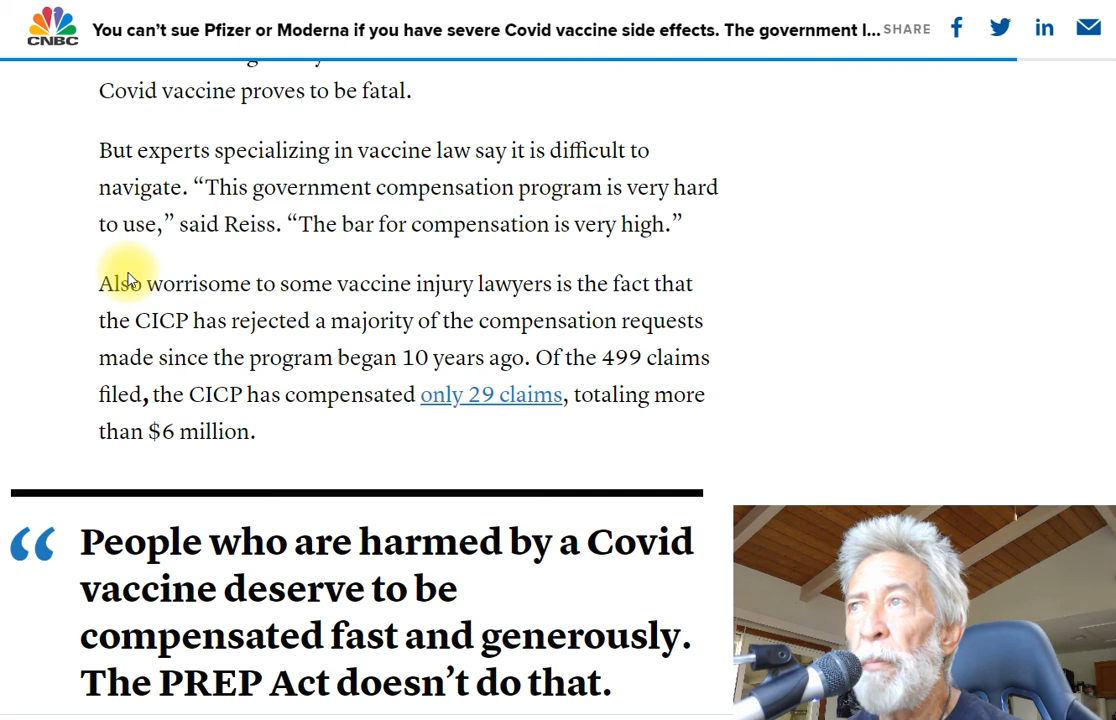 CNBC
You can't sue Pfizer or Moderna if you have severe Covid vaccine side effects. The government l...
SHARE
Covid vaccine proves to be fatal.
But experts specializing in vaccine law say it is difficult to
navigate. “This government compensation program is very hard
to use,” said Reiss. “The bar for compensation is very high.”
Also worrisome to some vaccine injury lawyers is the fact that
the CICP has rejected a majority of the compensation requests
made since the program began 10 years ago. Of the 499 claims
filed, the CICP has compensated only 29 claims, totaling more
than $6 million.
“ People who are harmed by a Covid
vaccine deserve to be
compensated fast and generously.
The PREP Act doesn’t do that.